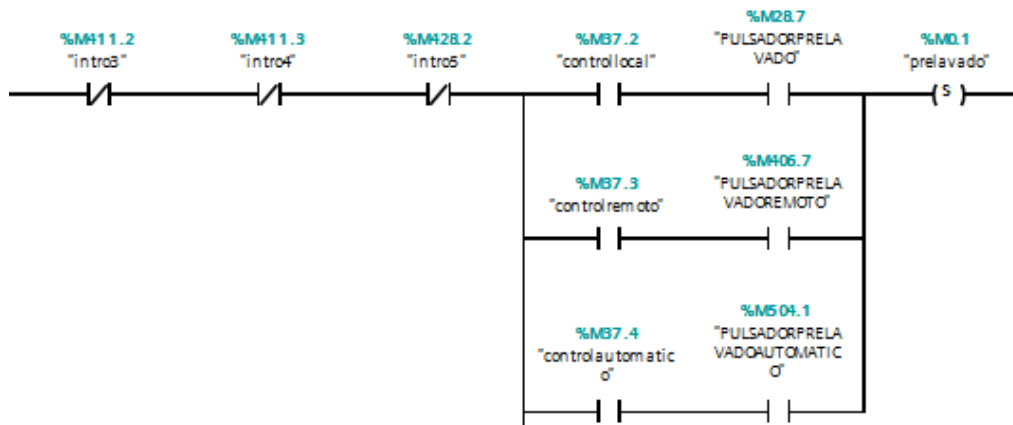 %M411.2
"intro3"
%M411.3
"intro4"
%M428.2
"intro5"
%M37.2
"controllocal"
%M28.7
"PULSADORPRELA
VADO"
%M0.1
"prelavado"
S
%M37.3
"controlremoto"
%M406.7
"PULSADORPRELA
VADOREMOTO"
%M37.4
"controlautomatic
o"
%M504.1
"PULSADORPRELA
VADOAUTOMATIC
O"